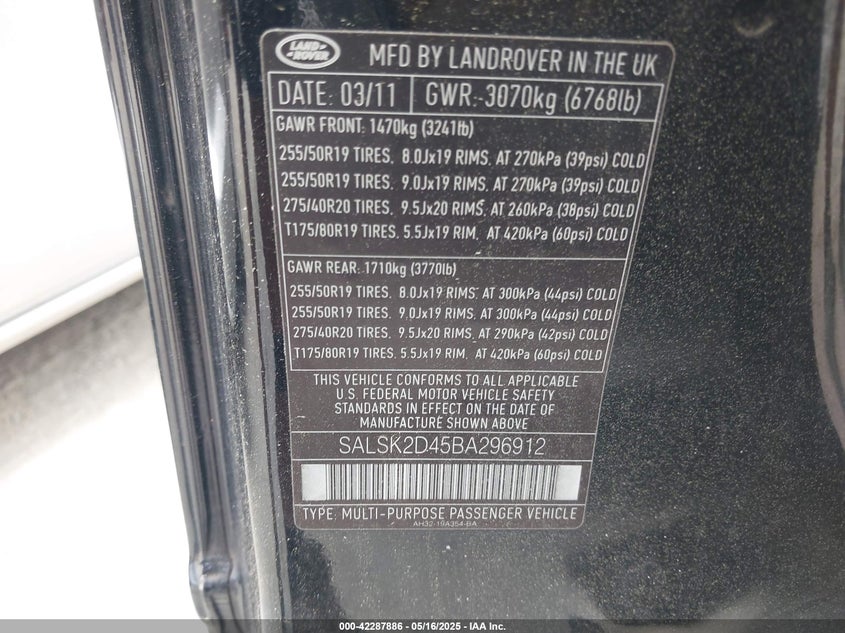 LAND
ROVER
MFD BY LANDROVER IN THE UK
DATE: 03/11 GWR: 3070kg (6768lb)
GAWR FRONT: 1470kg (3241lb)
255/50R19 TIRES, 8.0Jx19 RIMS, AT 270kPa (39psi) COLD
255/50R19 TIRES, 9.0Jx19 RIMS, AT 270kPa (39psi) COLD
275/40R20 TIRES, 9.5Jx20 RIMS, AT 260kPa (38psi) COLD
T175/80R19 TIRES, 5.5Jx19 RIM, AT 420kPa (60psi) COLD
GAWR REAR: 1710kg (3770lb)
255/50R19 TIRES, 8.0Jx19 RIMS, AT 300kPa (44psi) COLD
255/50R19 TIRES, 9.0Jx19 RIMS, AT 300kPa (44psi) COLD
275/40R20 TIRES, 9.5Jx20 RIMS, AT 290kPa (42psi) COLD
T175/80R19 TIRES, 5.5Jx19 RIM, AT 420kPa (60psi) COLD
THIS VEHICLE CONFORMS TO ALL APPLICABLE
U.S. FEDERAL MOTOR VEHICLE SAFETY
STANDARDS IN EFFECT ON THE DATE OF
MANUFACTURE SHOWN ABOVE
SALSK2D45BA296912
TYPE: MULTI-PURPOSE PASSENGER VEHICLE
AH32-19A354-BA
000-42287886 - 05/16/2025 - IAA Inc.